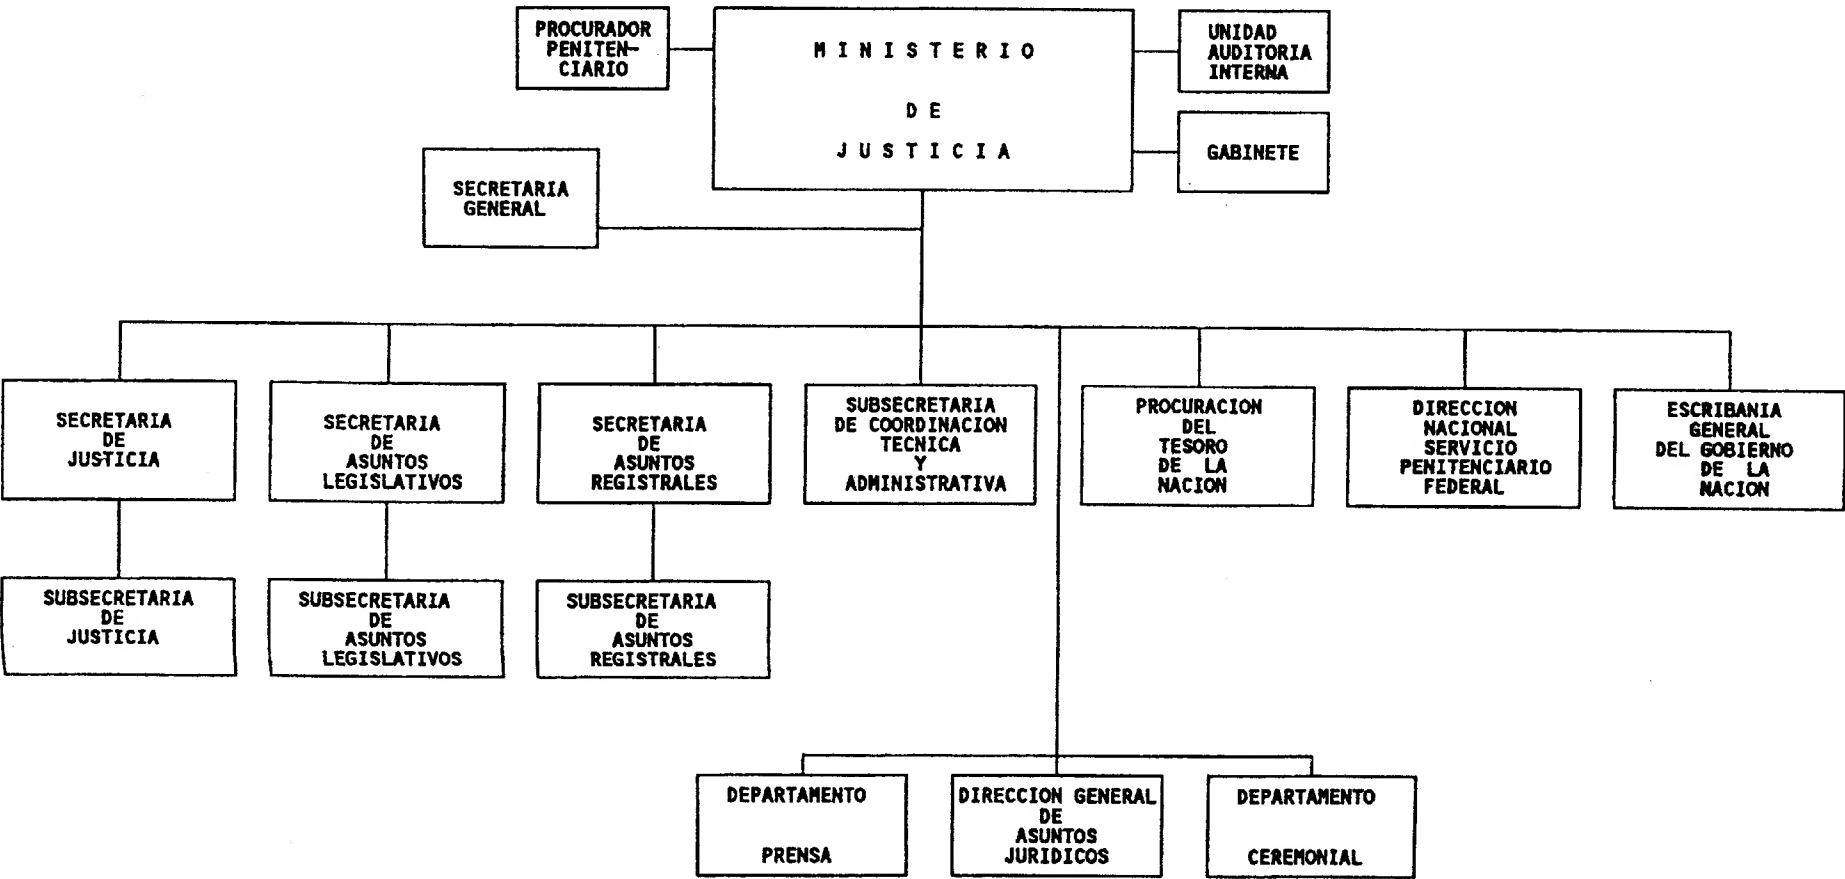 PROCURADOR
PENITEN-
CIARIO
MINISTERIO
DE
JUSTICIA
UNIDAD
AUDITORIA
INTERNA
GABINETE
SECRETARIA
GENERAL
SECRETARIA
DE
JUSTICIA
SECRETARIA
DE
ASUNTOS
LEGISLATIVOS
SECRETARIA
DE
ASUNTOS
REGISTRALES
SUBSECRETARIA
DE COORDINACION
TECNICA
Y
ADMINISTRATIVA
PROCURACION
DEL
TESORO
DE LA
NACION
DIRECCION
NACIONAL
SERVICIO
PENITENCIARIO
FEDERAL
ESCRIBANIA
GENERAL
DEL GOBIERNO
DE LA
NACION
SUBSECRETARIA
DE
JUSTICIA
SUBSECRETARIA
DE
ASUNTOS
LEGISLATIVOS
SUBSECRETARIA
DE
ASUNTOS
REGISTRALES
DEPARTAMENTO
PRENSA
DIRECCION GENERAL
DE
ASUNTOS
JURIDICOS
DEPARTAMENTO
CEREMONIAL